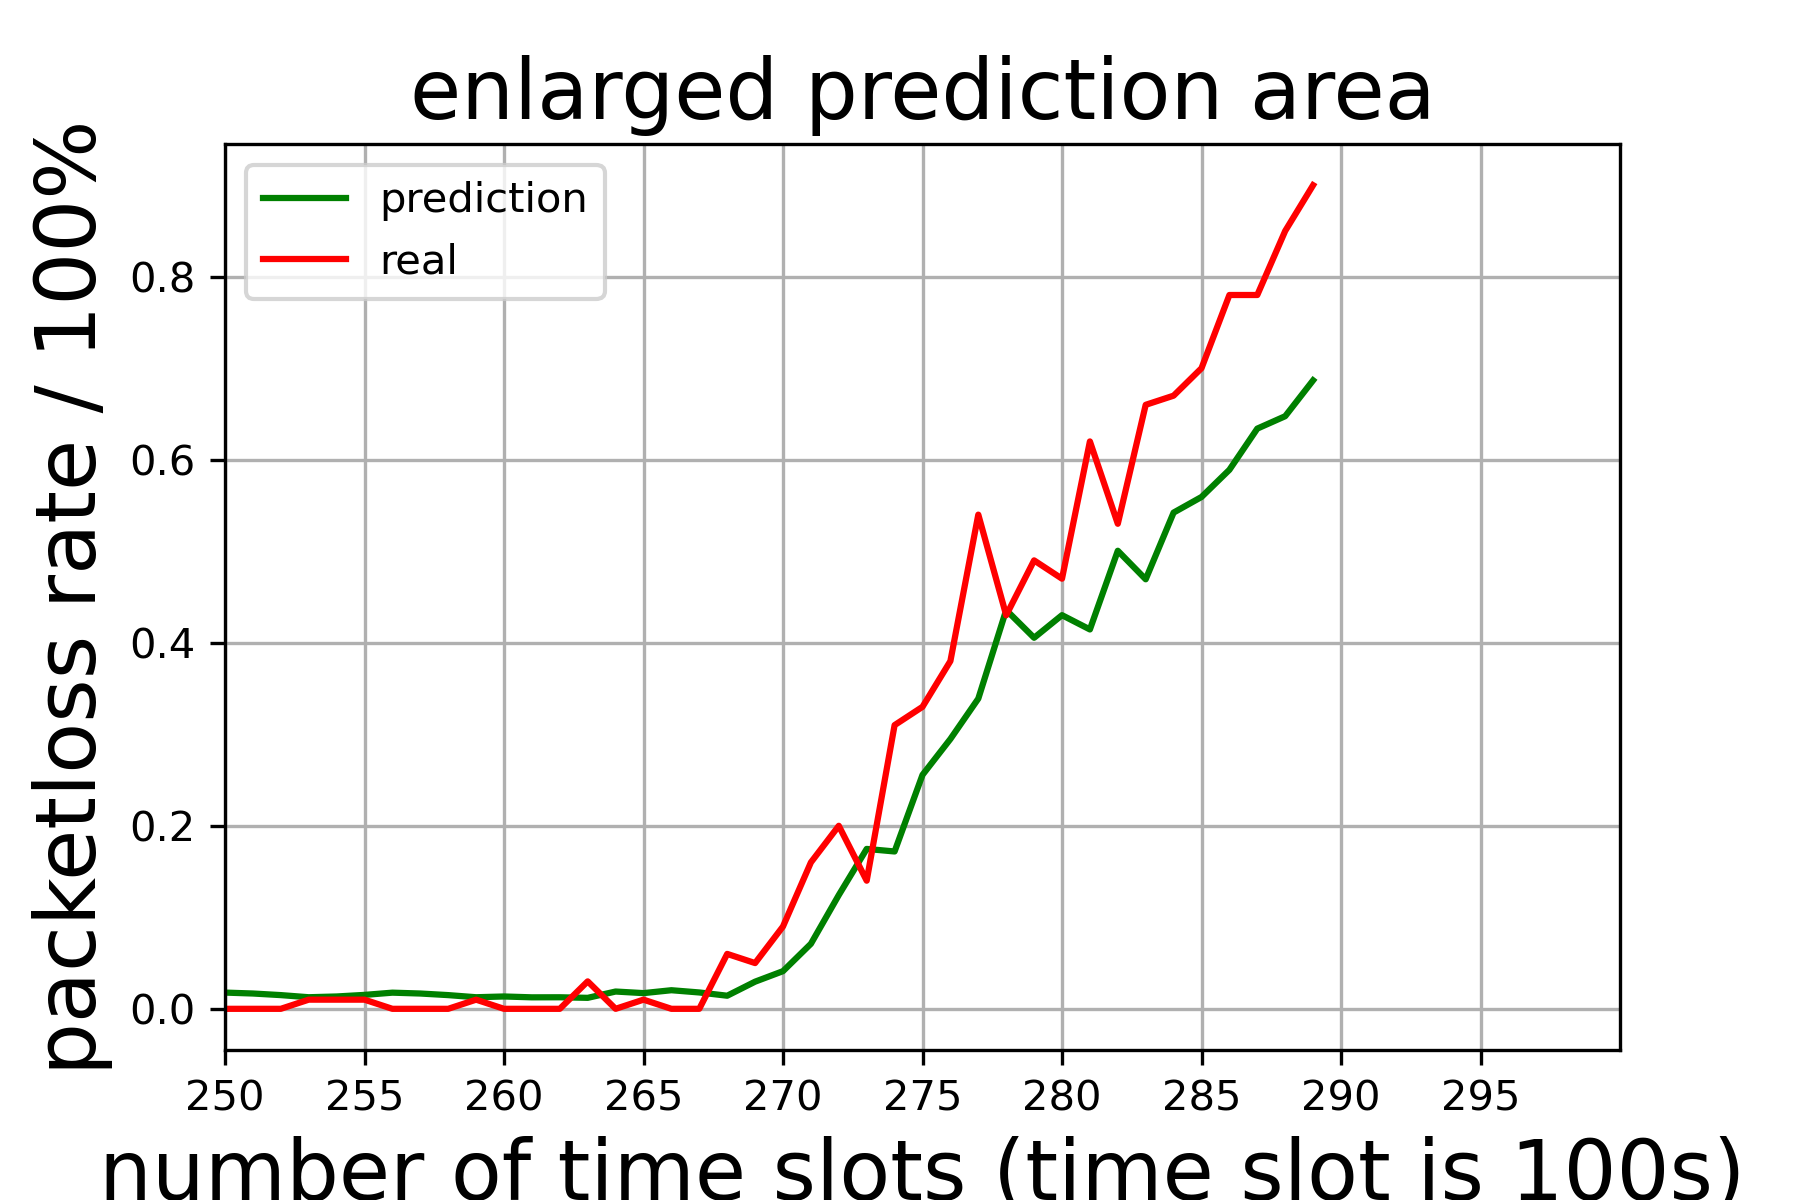 enlarged prediction area
packetloss rate / 100%
prediction
real
0.8
0.6
0.4
0.2
0.0
250 255 260 265 270 275 280 285 290 295
number of time slots (time slot is 100s)